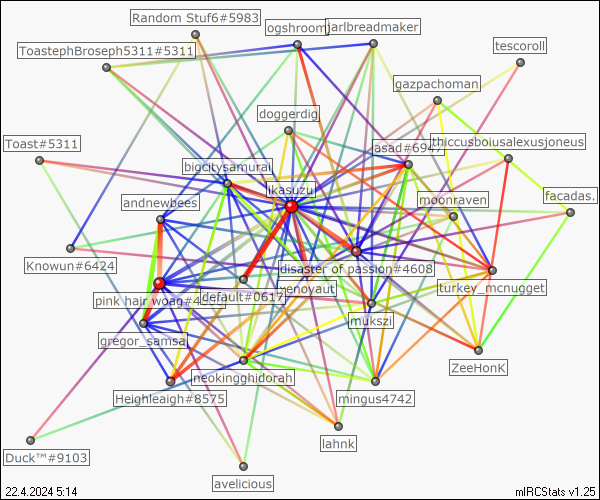 Random Stuf6#5983
ogshroom
jarlbreadmaker
ToastephBroseph5311#5311
tescoroll
gazpachoman
doggerdig
Toast#5311
asad#6947
thiccusboiusalexusjoneus
bigcitysamurai
ikasuzu
andnewbees
moonraven
facadas.
Knowun#6424
disaster of passion#4608
xenoyaut
turkey_mcnugget
pink hair woag
default#0617
mukszi
gregor_samsa
ZeeHonK
neokingghidorah
Heighleaigh#8575
mingus4742
lahnk
Duck™#9103
avelicious
22.4.2024 5:14
mIRCStats v1.25